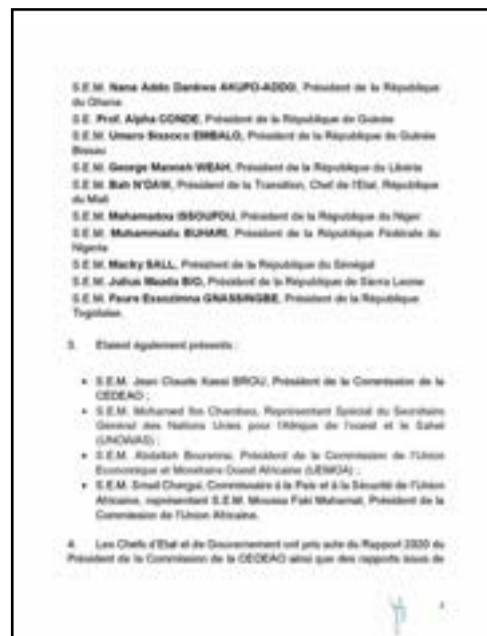 S.E.M. Nana Addo Dankwa AKUFO-ADDO, Président de la République
du Ghana
S.E. Prof. Alpha CONDE, Président de la République de Guinée
S.E.M. Umaro Sissoco EMBALO, Président de la République de Guinée
Bissau
S.E.M. George Manneh WEAH, Président de la République du Libéria
S.E.M. Bah N'DAW, Président de la Transition, Chef de l'Etat, République
du Mali
S.E.M. Mahamadou ISSOUFOU, Président de la République du Niger
S.E.M. Muhammadu BUHARI, Président de la République Fédérale du
Nigeria
S.E.M. Macky SALL, Président de la République du Sénégal
S.E.M. Julius Maada BIO, Président de la République de Sierra Leone
S.E.M. Faure Essozimna GNASSINGBE, Président de la République
Togolaise.
3. Etaient également présents :
• S.E.M. Jean Claude Kassi BROU, Président de la Commission de la
CEDEAO ;
• S.E.M. Mohamed Ibn Chambas, Représentant Spécial du Secrétaire
Général des Nations Unies pour l'Afrique de l'ouest et le Sahel
(UNOWAS) ;
• S.E.M. Abdallah Boureima, Président de la Commission de l'Union
Economique et Monétaire Ouest Africaine (UEMOA) ;
• S.E.M. Smail Chergui, Commissaire à la Paix et à la Sécurité de l'Union
Africaine, représentant S.E.M. Moussa Faki Mahamat, Président de la
Commission de l'Union Africaine.
4. Les Chefs d'Etat et de Gouvernement ont pris acte du Rapport 2020 du
Président de la Commission de la CEDEAO ainsi que des rapports issus de